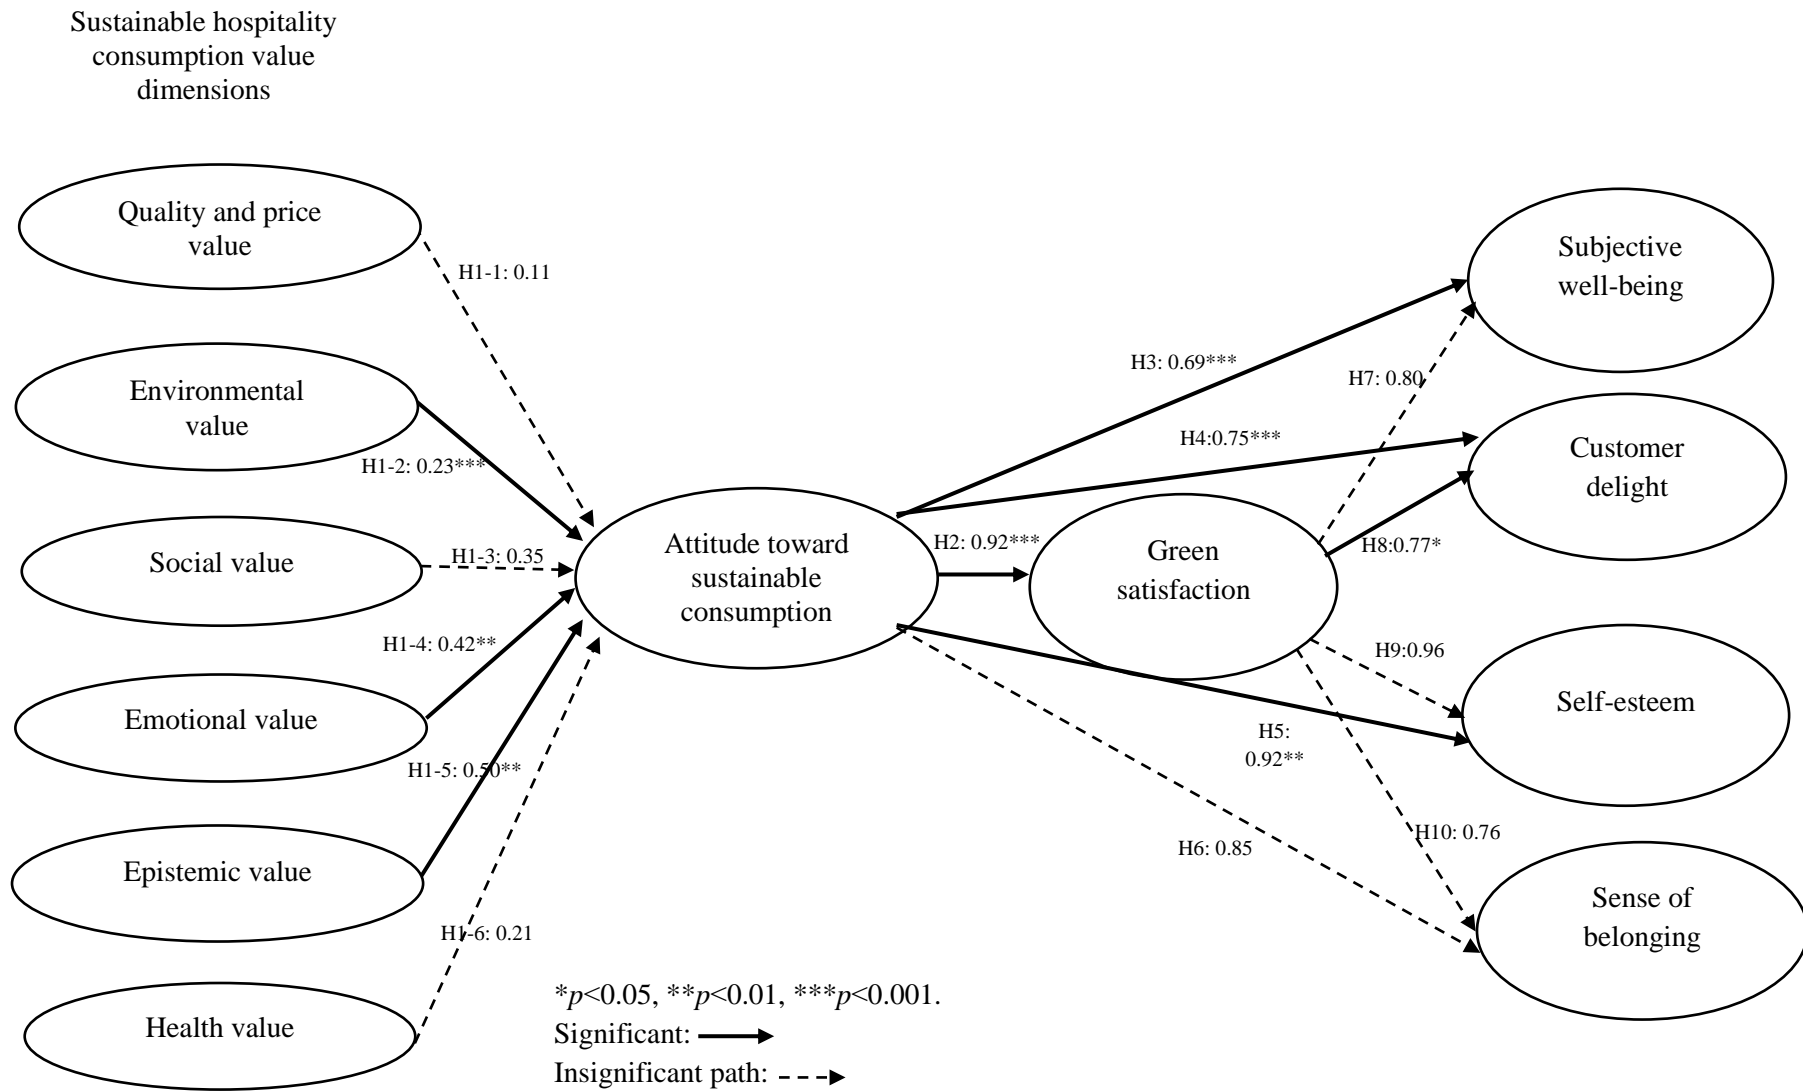 Sustainable hospitality
consumption value
dimensions
Quality and price
value
H1-1: 0.11
Environmental
value
H1-2: 0.23***
Social value
H1-3: 0.35
Emotional value
H1-4: 0.42**
Epistemic value
H1-5: 0.50**
Health value
H1-6: 0.21
Attitude toward
sustainable
consumption
H2: 0.92***
Green
satisfaction
H3: 0.69***
H4:0.75***
H5:
0.92**
H6: 0.85
H7: 0.80
H8:0.77*
H9:0.96
H10: 0.76
Subjective
well-being
Customer
delight
Self-esteem
Sense of
belonging
*p<0.05, **p<0.01, ***p<0.001.
Significant:
Insignificant path: